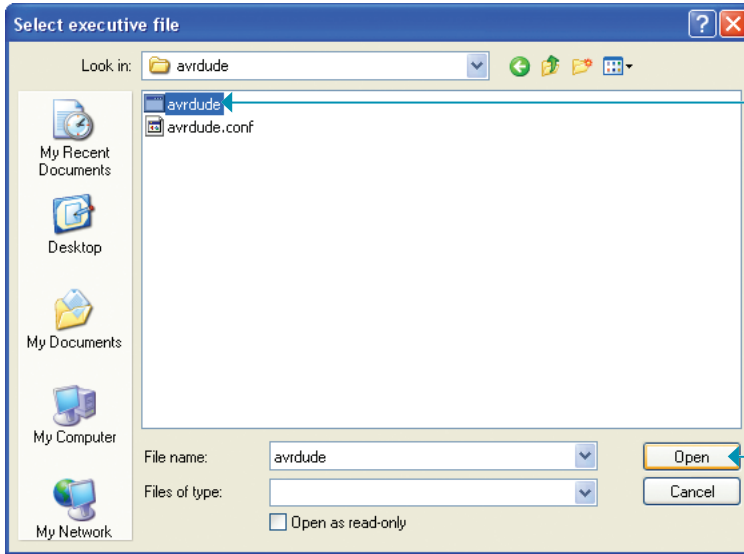 Select executive file
Look in:
avrdude
avrdude
avrdude.conf
My Recent
Documents
Desktop
My Documents
My Computer
My Network
File name:
avrdude
Open
Files of type:
Cancel
Open as read-only